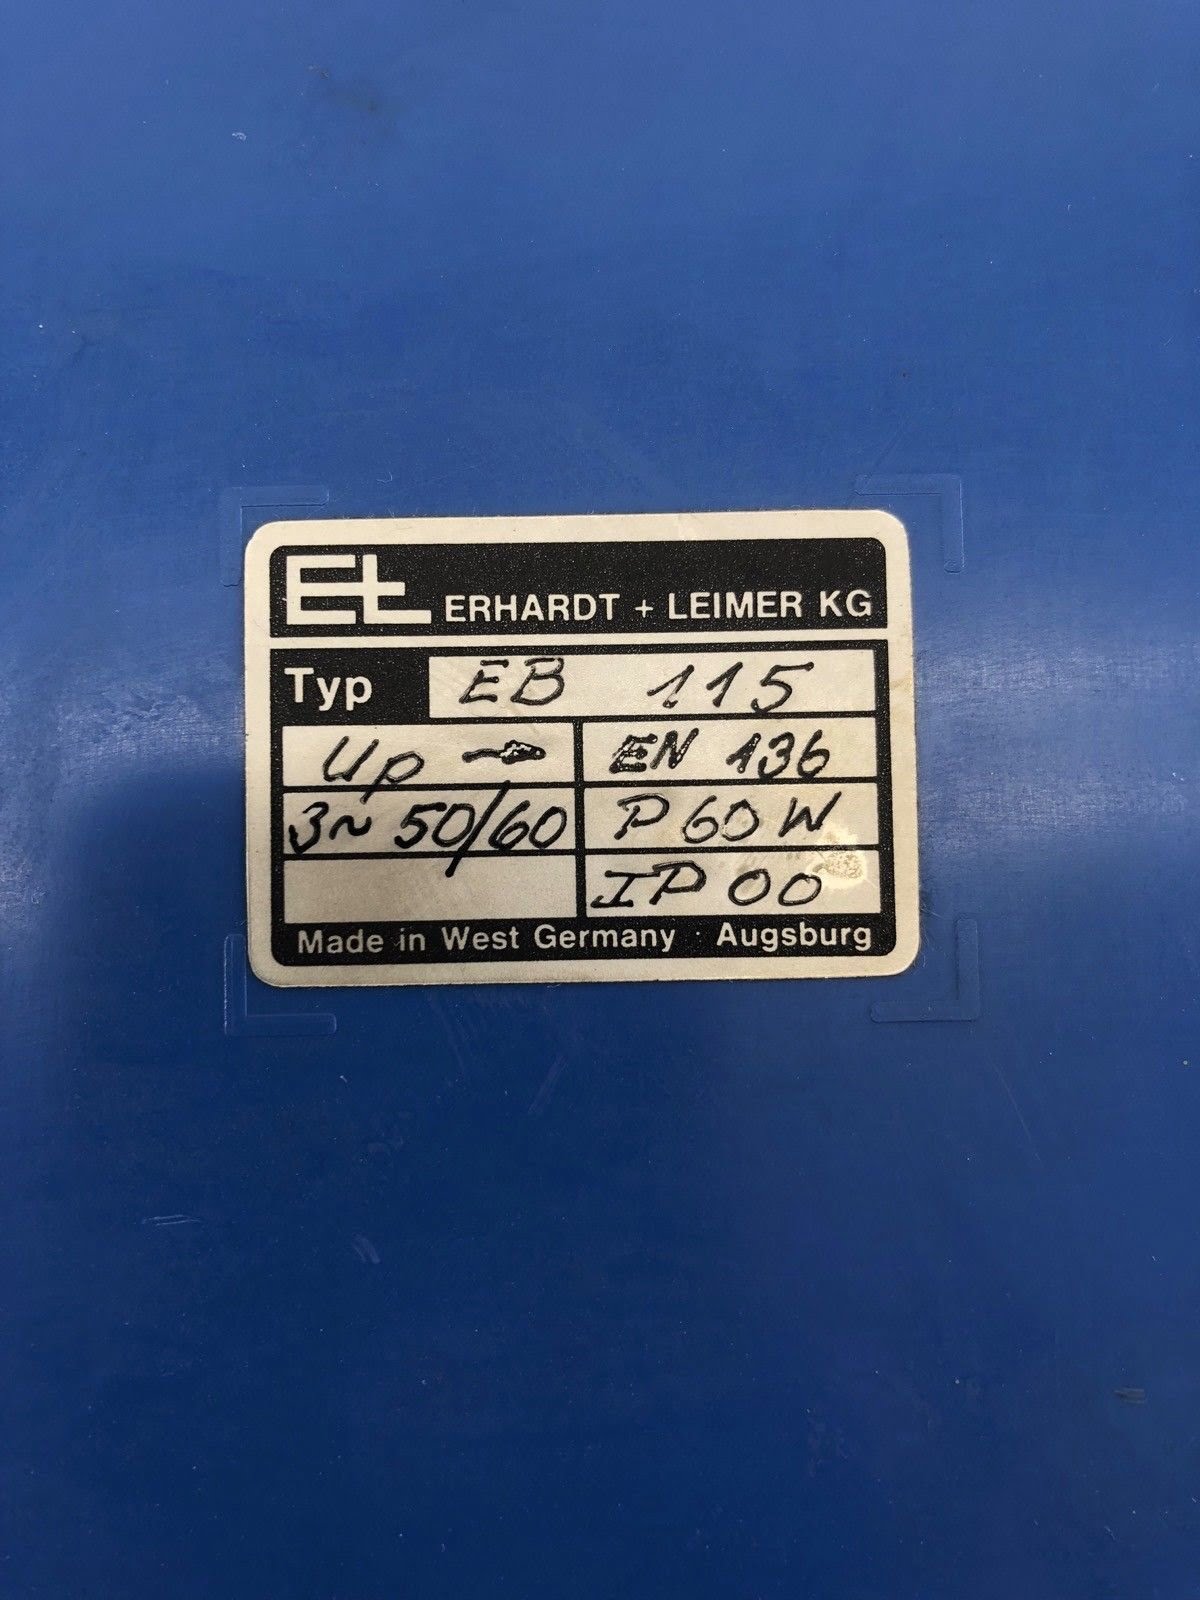 E+L ERHARDT + LEIMER KG
Typ EB 115
Up → EN 136
3~ 50/60 P 60 W
IP 00
Made in West Germany · Augsburg